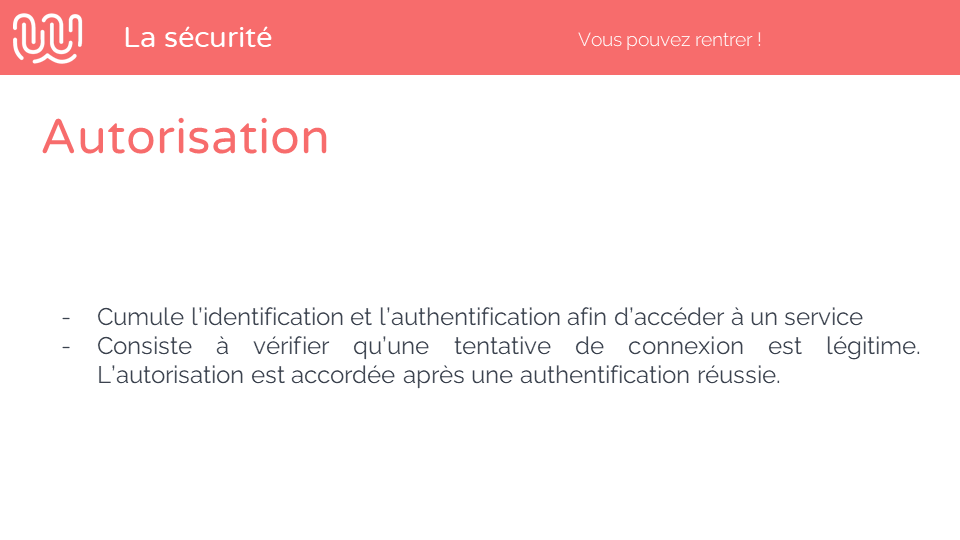 La sécurité
Vous pouvez rentrer !
Autorisation
- Cumule l'identification et l'authentification afin d'accéder à un service
- Consiste à vérifier qu'une tentative de connexion est légitime.
L'autorisation est accordée après une authentification réussie.